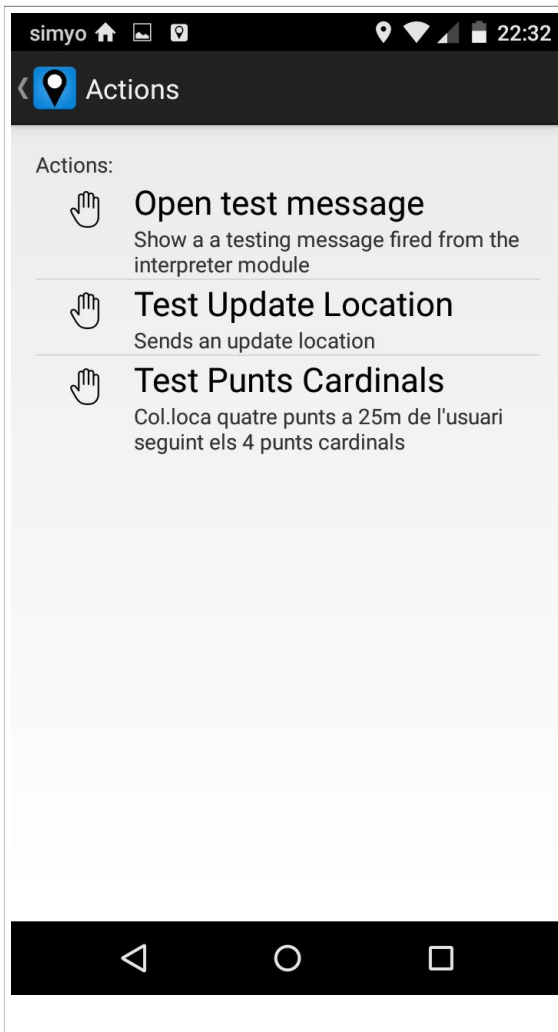 simyo 22:32
Actions
Actions:
Open test message
Show a a testing message fired from the
interpreter module
Test Update Location
Sends an update location
Test Punts Cardinals
Col.loca quatre punts a 25m de l'usuari
seguint els 4 punts cardinals